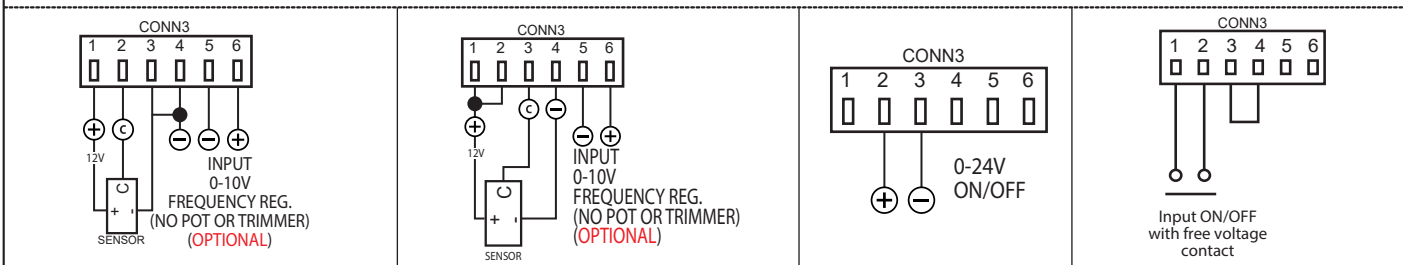 CONN3
1 2 3 4 5 6
+ C - - +
12V
INPUT
0-10V
FREQUENCY REG.
(NO POT OR TRIMMER)
(OPTIONAL)
C
+ -
SENSOR
CONN3
1 2 3 4 5 6
C -
+ - +
12V
INPUT
0-10V
FREQUENCY REG.
(NO POT OR TRIMMER)
(OPTIONAL)
C
+ -
SENSOR
CONN3
1 2 3 4 5 6
0-24V
ON/OFF
+ -
CONN3
1 2 3 4 5 6
Input ON/OFF
with free voltage
contact